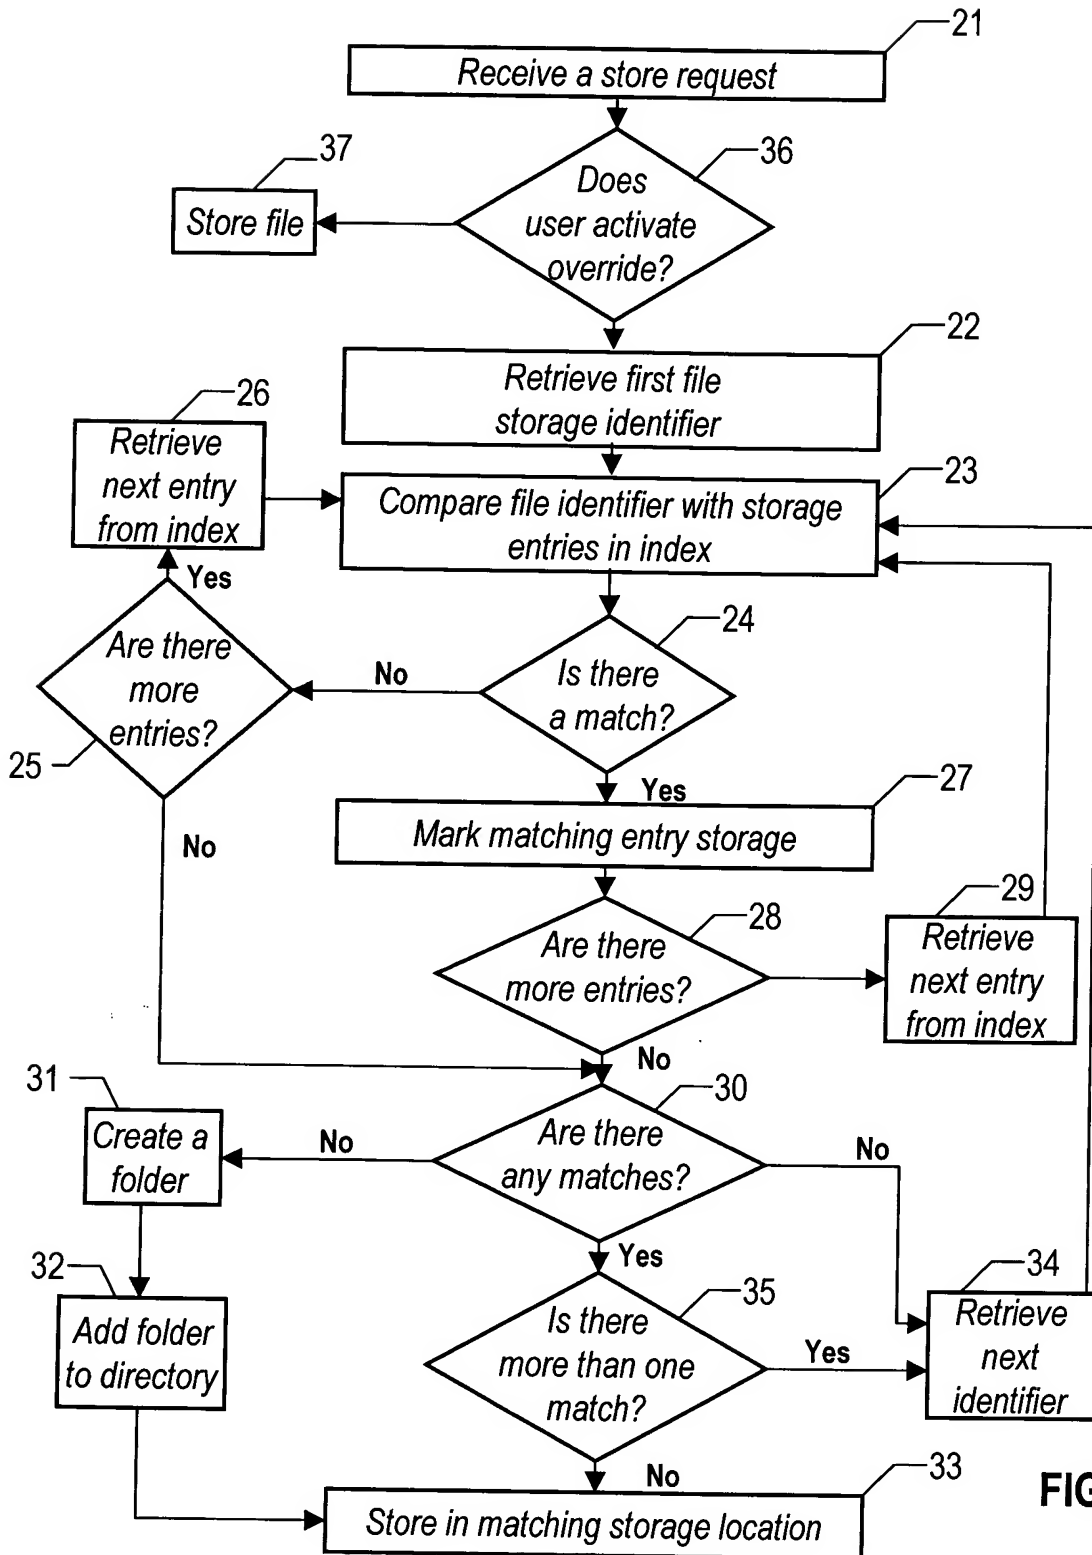 21
Receive a store request
37
36
Does
user activate
override?
Store file
22
Retrieve first file
storage identifier
26
Retrieve
next entry
from index
23
Compare file identifier with storage
entries in index
Yes
24
Are there
more
entries?
No
Is there
a match?
25
Yes
27
Mark matching entry storage
No
28
29
Are there
more entries?
Retrieve
next entry
from index
No
31
30
Create a
folder
No
Are there
any matches?
No
Yes
32
35
34
Add folder
to directory
Is there
more than one
match?
Yes
Retrieve
next
identifier
No
33
Store in matching storage location
FIG